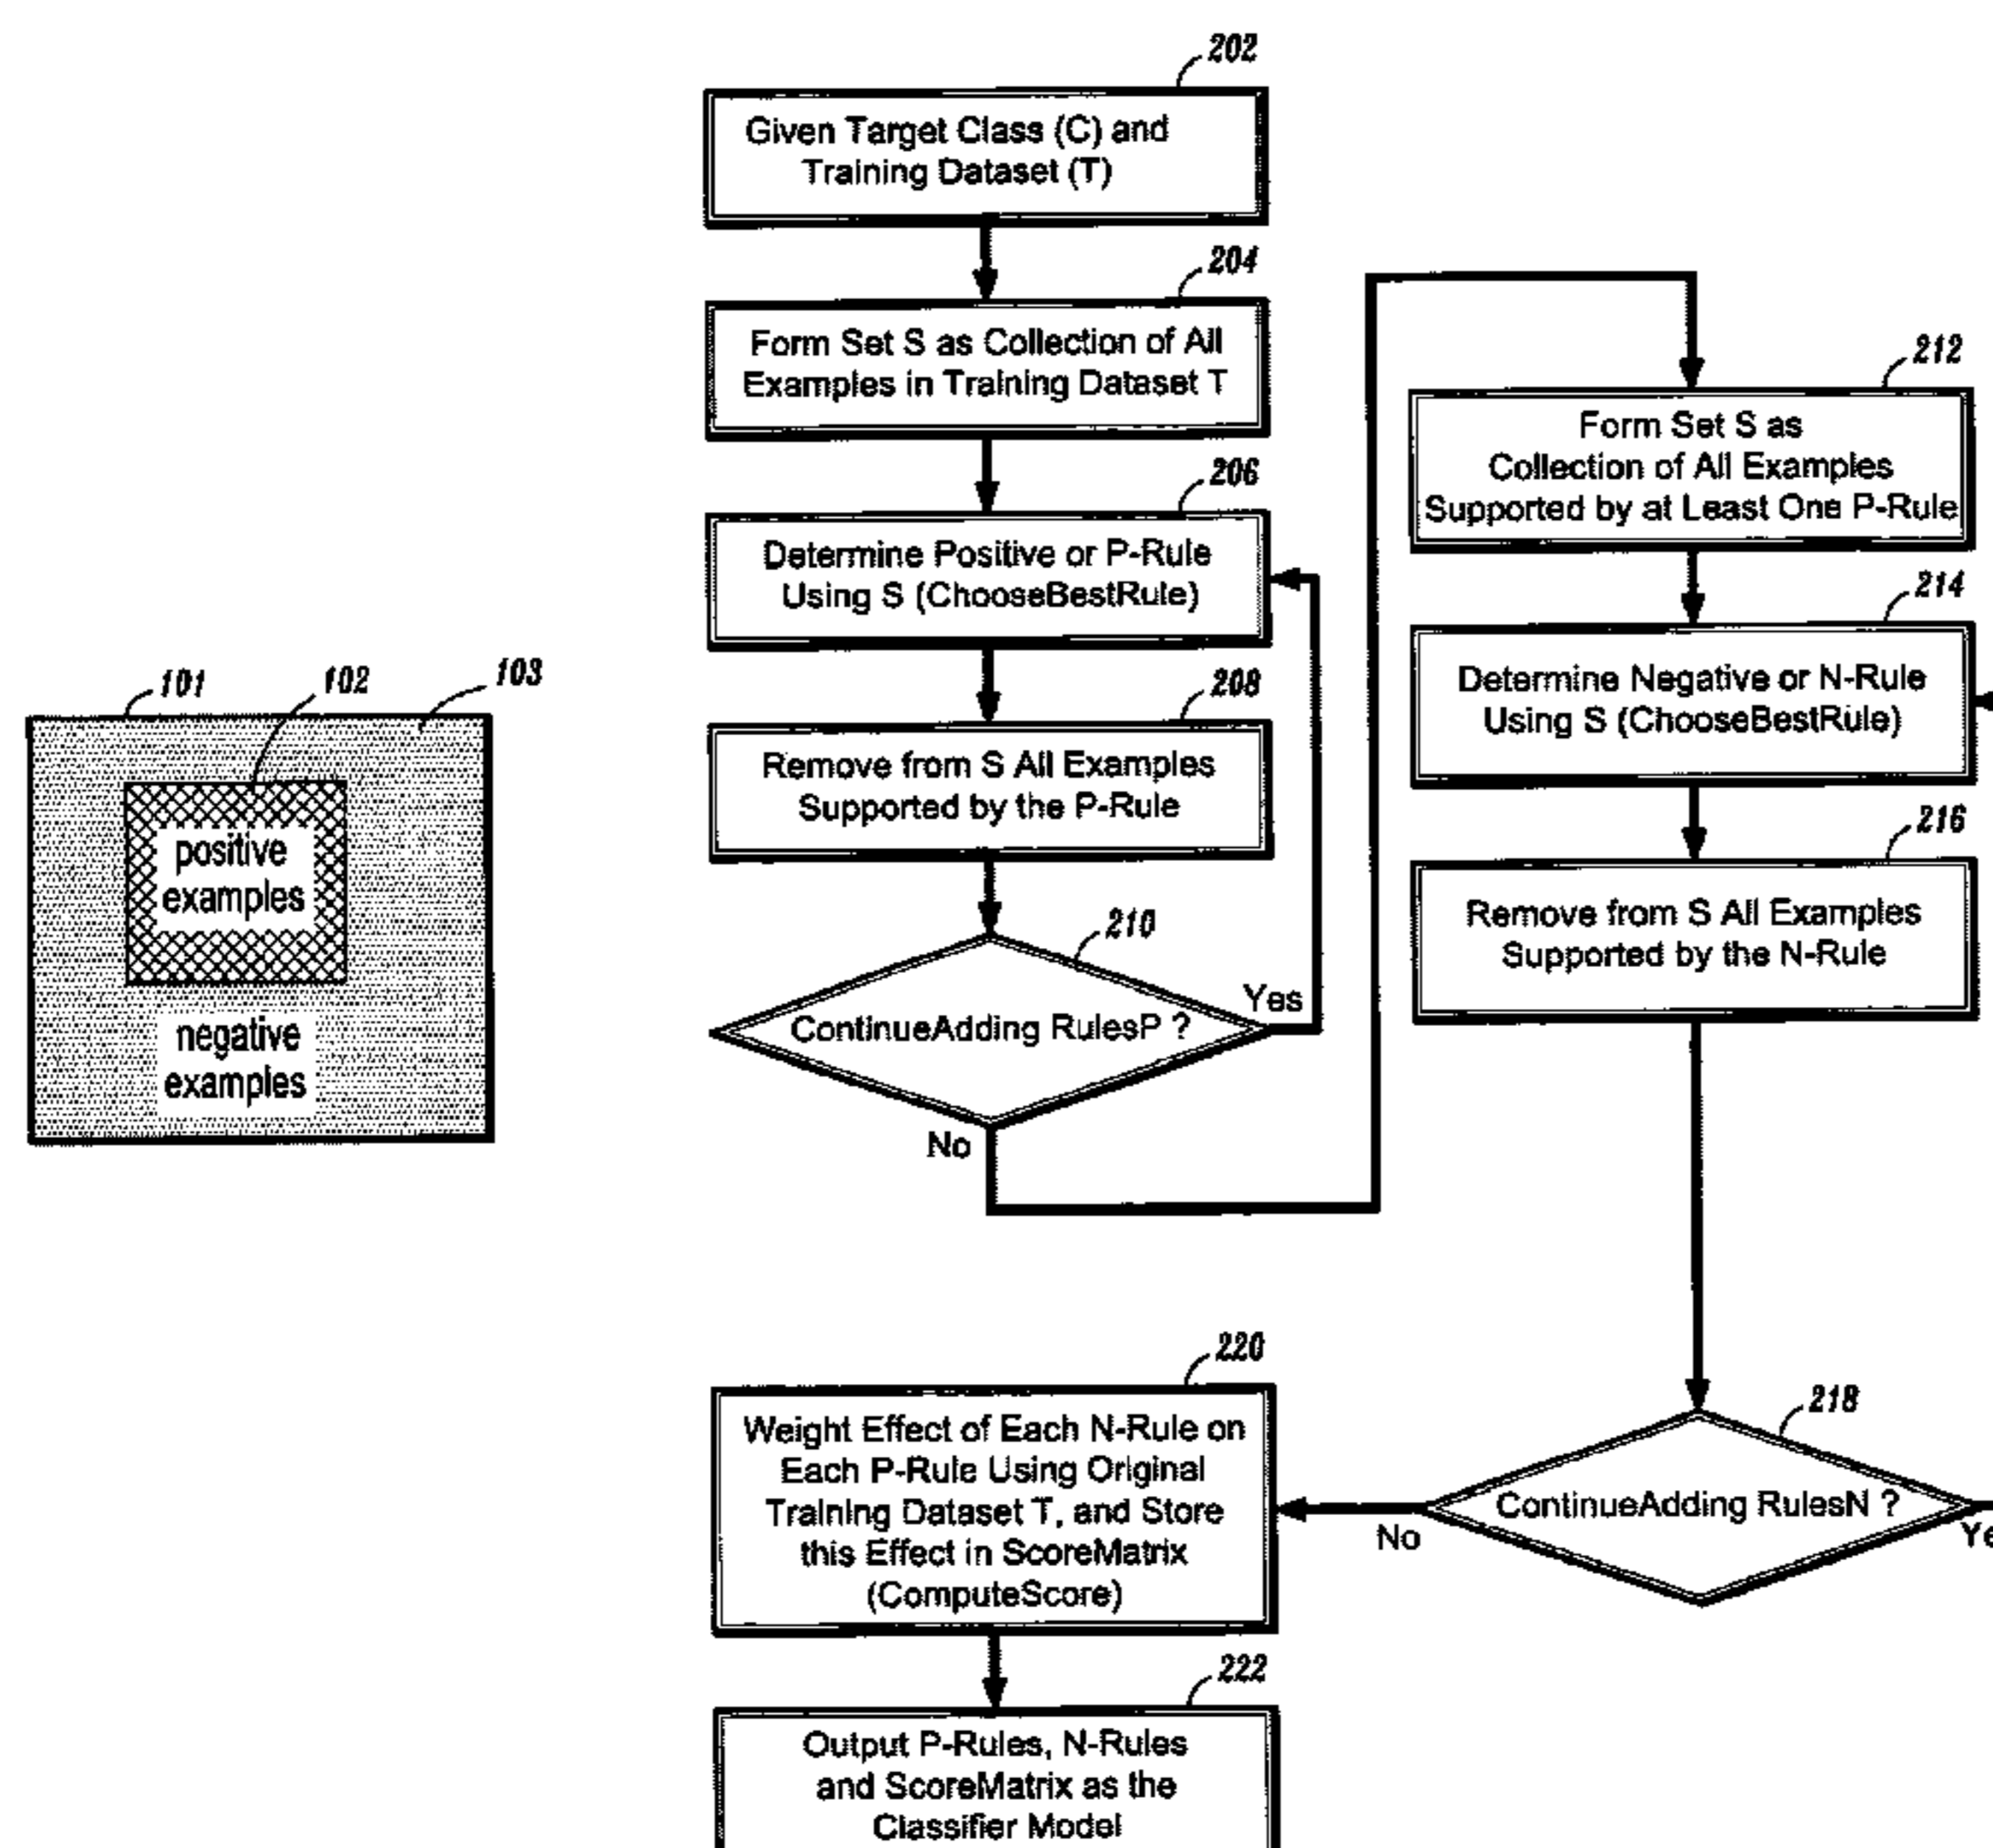 202
Given Target Class (C) and
Training Dataset (T)
204
Form Set S as Collection of All
Examples in Training Dataset T
206
Determine Positive or P-Rule
Using S (ChooseBestRule)
208
Remove from S All Examples
Supported by the P-Rule
210
ContinueAdding RulesP ?
Yes
No
101
102
103
positive
examples
negative
examples
212
Form Set S as
Collection of All Examples
Supported by at Least One P-Rule
214
Determine Negative or N-Rule
Using S (ChooseBestRule)
216
Remove from S All Examples
Supported by the N-Rule
218
ContinueAdding RulesN ?
No
Ye
220
Weight Effect of Each N-Rule on
Each P-Rule Using Original
Training Dataset T, and Store
this Effect in ScoreMatrix
(ComputeScore)
222
Output P-Rules, N-Rules
and ScoreMatrix as the
Classifier Model